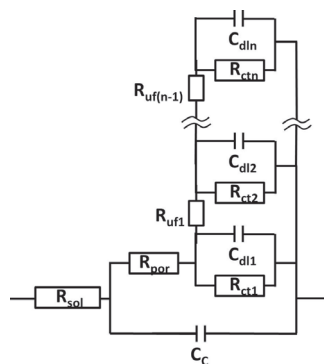 C_dln
R_ctn
R_uf(n-1)
C_dl2
R_ct2
R_uf1
C_dl1
R_por
R_ct1
R_sol
C_C